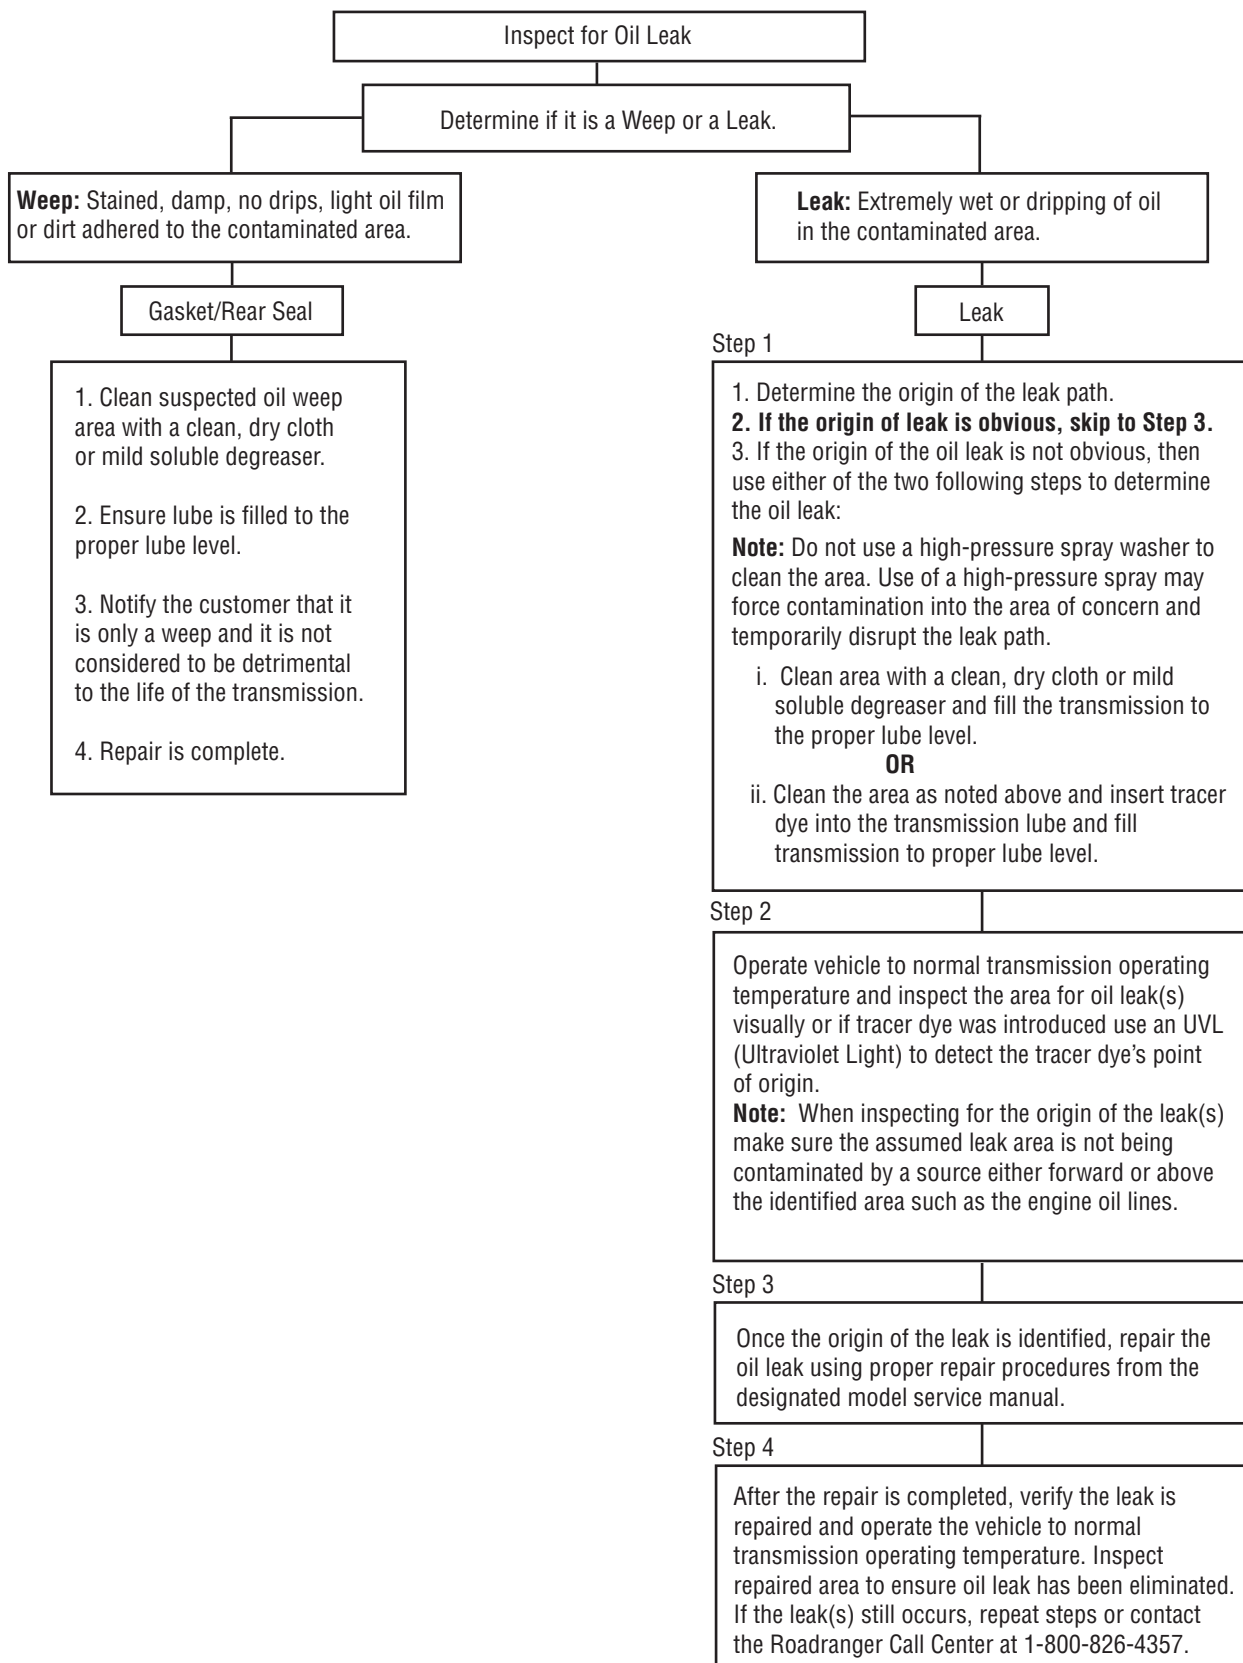 Inspect for Oil Leak
Determine if it is a Weep or a Leak.
Weep: Stained, damp, no drips, light oil film
or dirt adhered to the contaminated area.
Gasket/Rear Seal
1. Clean suspected oil weep
area with a clean, dry cloth
or mild soluble degreaser.
2. Ensure lube is filled to the
proper lube level.
3. Notify the customer that it
is only a weep and it is not
considered to be detrimental
to the life of the transmission.
4. Repair is complete.
Leak: Extremely wet or dripping of oil
in the contaminated area.
Leak
Step 1
1. Determine the origin of the leak path.
2. If the origin of leak is obvious, skip to Step 3.
3. If the origin of the oil leak is not obvious, then
use either of the two following steps to determine
the oil leak:
Note: Do not use a high-pressure spray washer to
clean the area. Use of a high-pressure spray may
force contamination into the area of concern and
temporarily disrupt the leak path.
i. Clean area with a clean, dry cloth or mild
soluble degreaser and fill the transmission to
the proper lube level.
OR
ii. Clean the area as noted above and insert tracer
dye into the transmission lube and fill
transmission to proper lube level.
Step 2
Operate vehicle to normal transmission operating
temperature and inspect the area for oil leak(s)
visually or if tracer dye was introduced use an UVL
(Ultraviolet Light) to detect the tracer dye's point
of origin.
Note: When inspecting for the origin of the leak(s)
make sure the assumed leak area is not being
contaminated by a source either forward or above
the identified area such as the engine oil lines.
Step 3
Once the origin of the leak is identified, repair the
oil leak using proper repair procedures from the
designated model service manual.
Step 4
After the repair is completed, verify the leak is
repaired and operate the vehicle to normal
transmission operating temperature. Inspect
repaired area to ensure oil leak has been eliminated.
If the leak(s) still occurs, repeat steps or contact
the Roadranger Call Center at 1-800-826-4357.